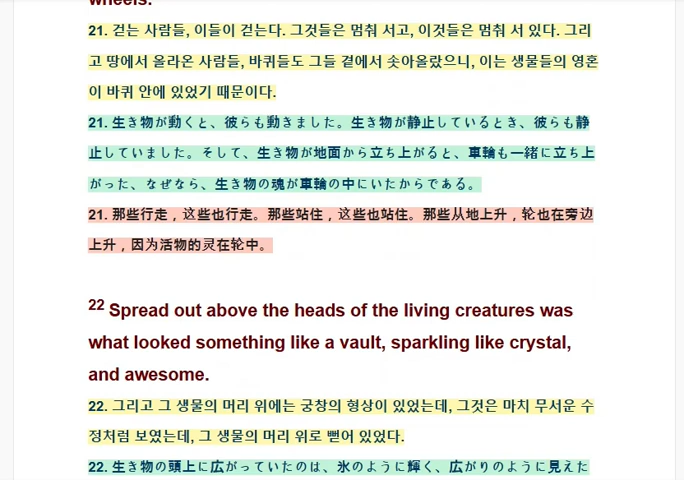 wheels.
21. 걷는 사람들, 이들이 걷는다. 그것들은 멈춰 서고, 이것들은 멈춰 서 있다. 그리
고 땅에서 올라온 사람들, 바퀴들도 그들 곁에서 솟아올랐으니, 이는 생물들의 영혼
이 바퀴 안에 있었기 때문이다.
21. 生き物が動くと、彼らも動きました。生き物が静止しているとき、彼らも静
止していました。そして、生き物が地面から立ち上がると、車輪も一緒に立ち上
がった、なぜなら、生き物の魂が車輪の中にいたからである。
21. 那些行走，这些也行走。那些站住，这些也站住。那些从地上升，轮也在旁边
上升，因为活物的灵在轮中。
22 Spread out above the heads of the living creatures was
what looked something like a vault, sparkling like crystal,
and awesome.
22. 그리고 그 생물의 머리 위에는 궁창의 형상이 있었는데, 그것은 마치 무서운 수
정처럼 보였는데, 그 생물의 머리 위로 뻗어 있었다.
22. 生き物の頭上に広がっていたのは、氷のように輝く、広がりのように見えた